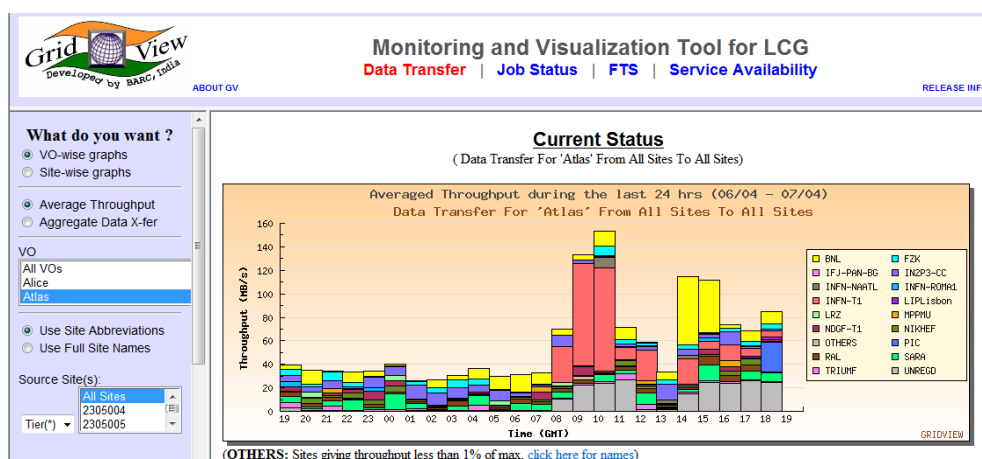 Grid View
Developed by BARC, India
ABOUT GV
Monitoring and Visualization Tool for LCG
Data Transfer | Job Status | FTS | Service Availability
RELEASE INF
What do you want ?
VO-wise graphs
Site-wise graphs
Average Throughput
Aggregate Data X-fer
VO
All VOs
Alice
Atlas
Use Site Abbreviations
Use Full Site Names
Source Site(s):
Tier(*)
All Sites
2305004
2305005
Current Status
( Data Transfer For 'Atlas' From All Sites To All Sites)
Averaged Throughput during the last 24 hrs (06/04 - 07/04)
Data Transfer For 'Atlas' From All Sites To All Sites
Throughput (MB/s)
160
140
120
100
80
60
40
20
0
19 20 21 22 23 00 01 02 03 04 05 06 07 08 09 10 11 12 13 14 15 16 17 18 19
Time (GMT)
BNL FZK
IFJ-PAN-BG IN2P3-CC
INFN-NAATL INFN-ROMA1
INFN-T1 LIPLisbon
LRZ MPPMU
NDGF-T1 NIKHEF
OTHERS PIC
RAL SARA
TRIUMF UNREGD
GRIDVIEW
(OTHERS: Sites giving throughput less than 1% of max. click here for names)